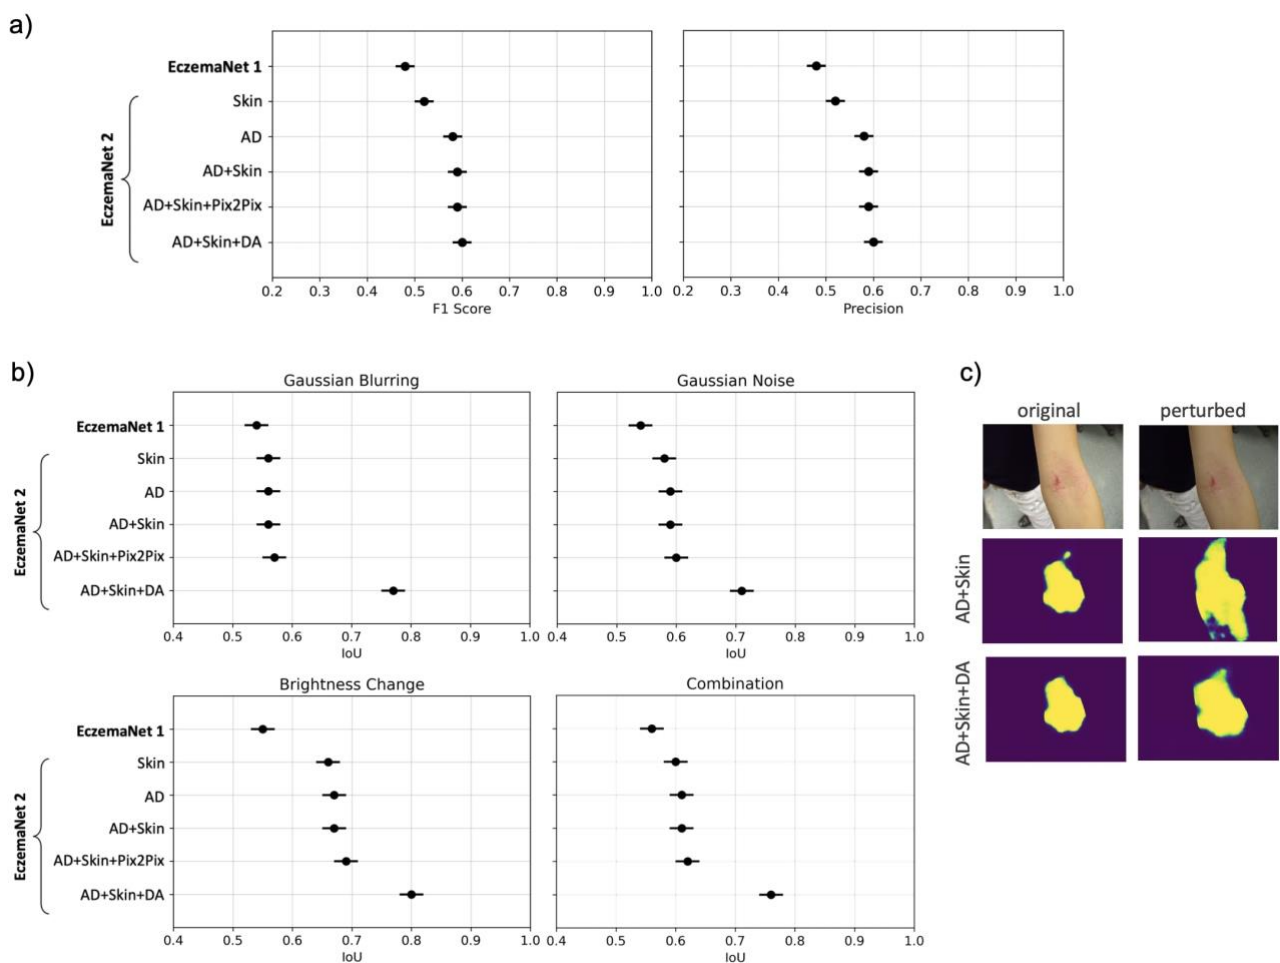 a)
EczemaNet 1
Skin
AD
AD+Skin
AD+Skin+Pix2Pix
AD+Skin+DA
EczemaNet 2
0.2 0.3 0.4 0.5 0.6 0.7 0.8 0.9 1.0
F1 Score
0.2 0.3 0.4 0.5 0.6 0.7 0.8 0.9 1.0
Precision
b)
Gaussian Blurring
EczemaNet 1
Skin
AD
AD+Skin
AD+Skin+Pix2Pix
AD+Skin+DA
EczemaNet 2
0.4 0.5 0.6 0.7 0.8 0.9 1.0
IoU
Gaussian Noise
0.4 0.5 0.6 0.7 0.8 0.9 1.0
IoU
Brightness Change
EczemaNet 1
Skin
AD
AD+Skin
AD+Skin+Pix2Pix
AD+Skin+DA
EczemaNet 2
0.4 0.5 0.6 0.7 0.8 0.9 1.0
IoU
Combination
0.4 0.5 0.6 0.7 0.8 0.9 1.0
IoU
c)
original perturbed
AD+Skin
AD+Skin+DA